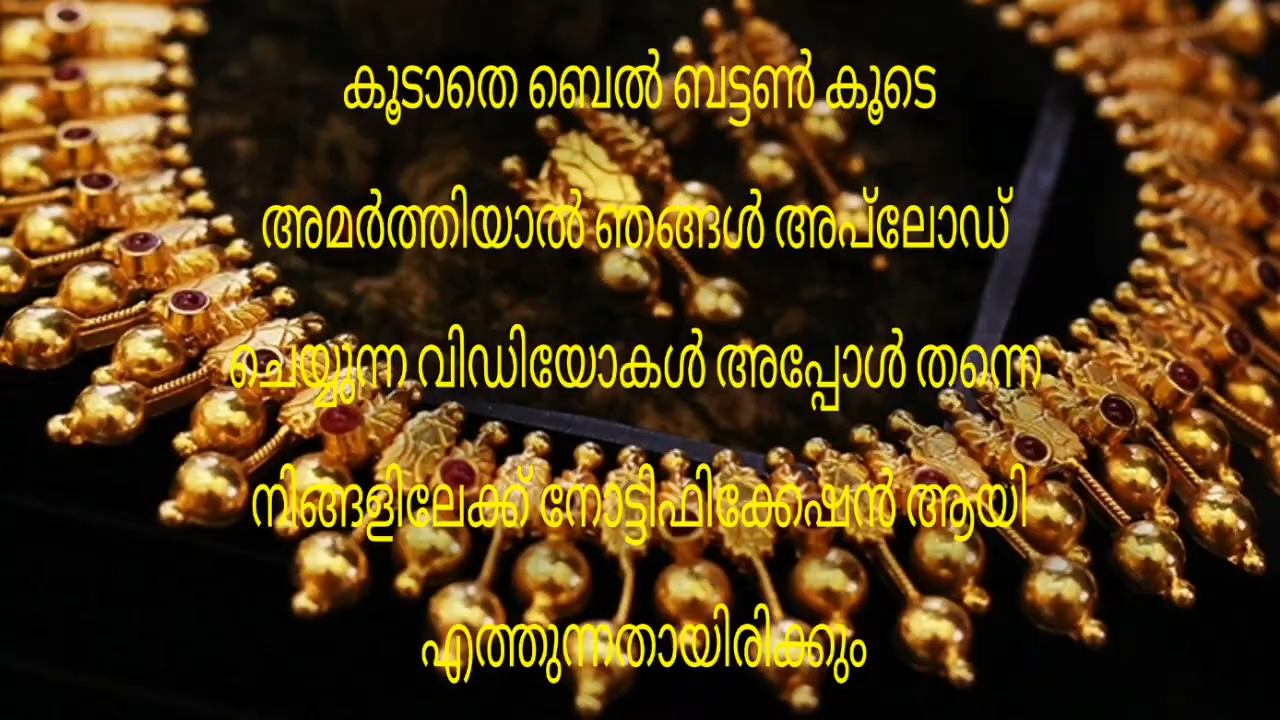 കൂടാതെ ബെൽ ബട്ടൺ കൂടെ
അമർത്തിയാൽ ഞങ്ങൾ അപ്ലോഡ്
ചെയ്യുന്ന വിഡിയോകൾ അപ്പോൾ തന്നെ
നിങ്ങളിലേക്ക് നോട്ടിഫിക്കേഷൻ ആയി
എത്തുന്നതായിരിക്കും